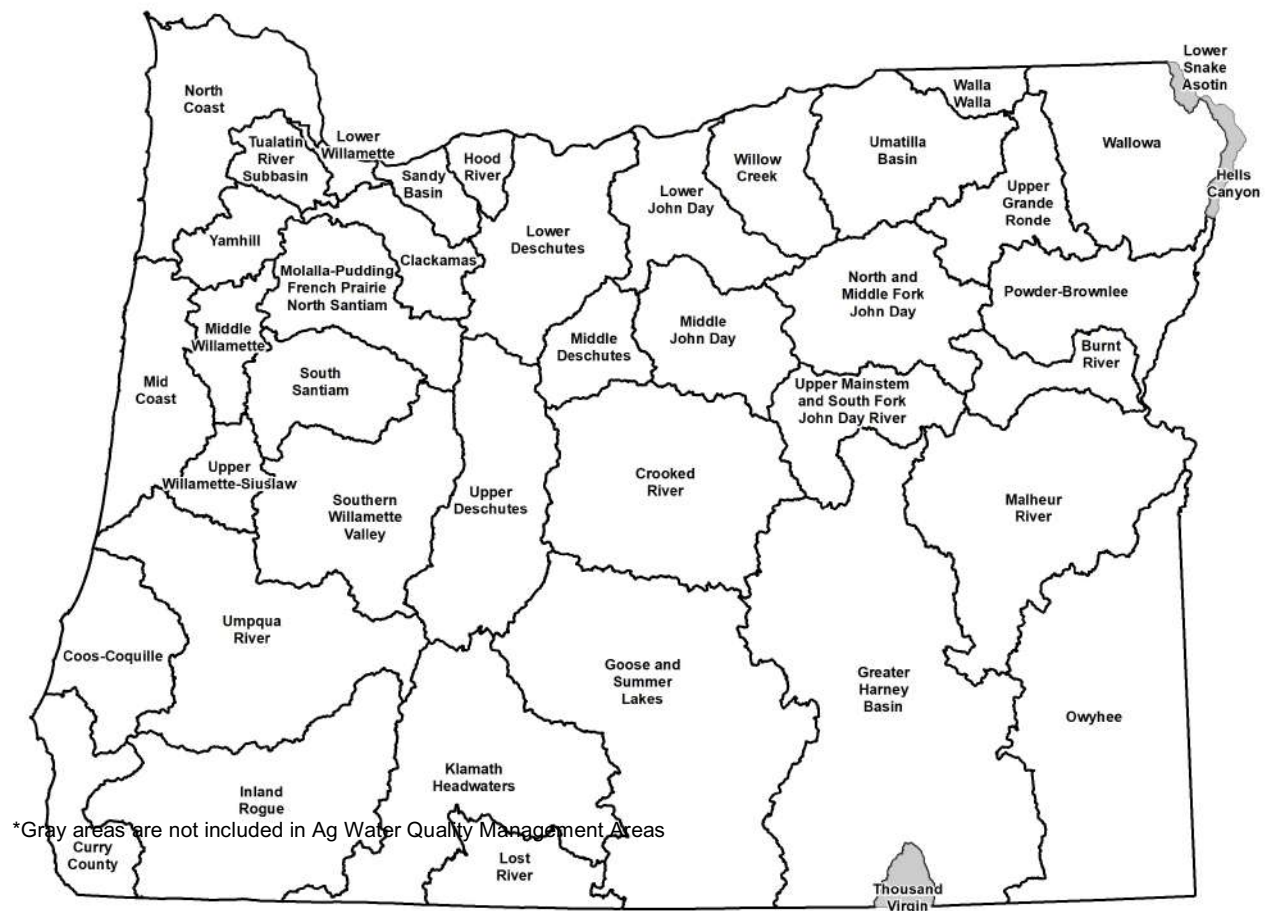 Lower
Snake
Asotin
North
Coast
Walla
Walla
Tualatin
River
Subbasin
Lower
Willamette
Hood
River
Sandy
Basin
Willow
Creek
Umatilla
Basin
Wallowa
Hells
Canyon
Lower
John Day
Upper
Grande
Ronde
Yamhill
Lower
Deschutes
Clackamas
Molalla-Pudding
French Prairie
North Santiam
North and
Middle Fork
John Day
Powder-Brownlee
Middle
Willamette
Middle
Deschutes
Middle
John Day
Burnt
River
Mid
Coast
South
Santiam
Upper Mainstem
and South Fork
John Day River
Upper
Willamette-Siuslaw
Southern
Willamette
Valley
Upper
Deschutes
Crooked
River
Malheur
River
Umpqua
River
Coos-Coquille
Goose and
Summer
Lakes
Greater
Harney
Basin
Owyhee
Klamath
Headwaters
Inland
Rogue
*Gray areas are not included in Ag Water Quality Management Areas
Curry
County
Lost
River
Thousand
Virgin